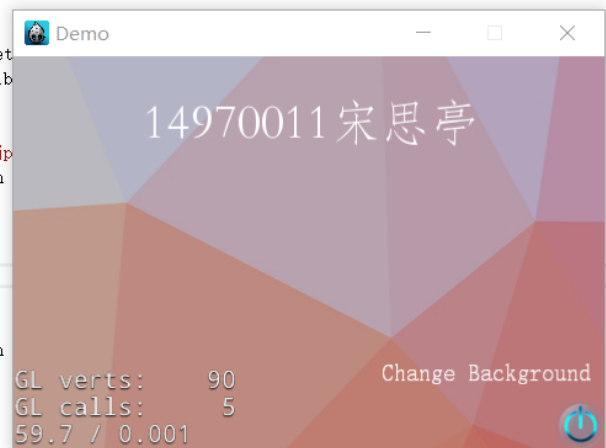 Demo
14970011宋思亭
Change Background
GL verts: 90
GL calls: 5
59.7 / 0.001